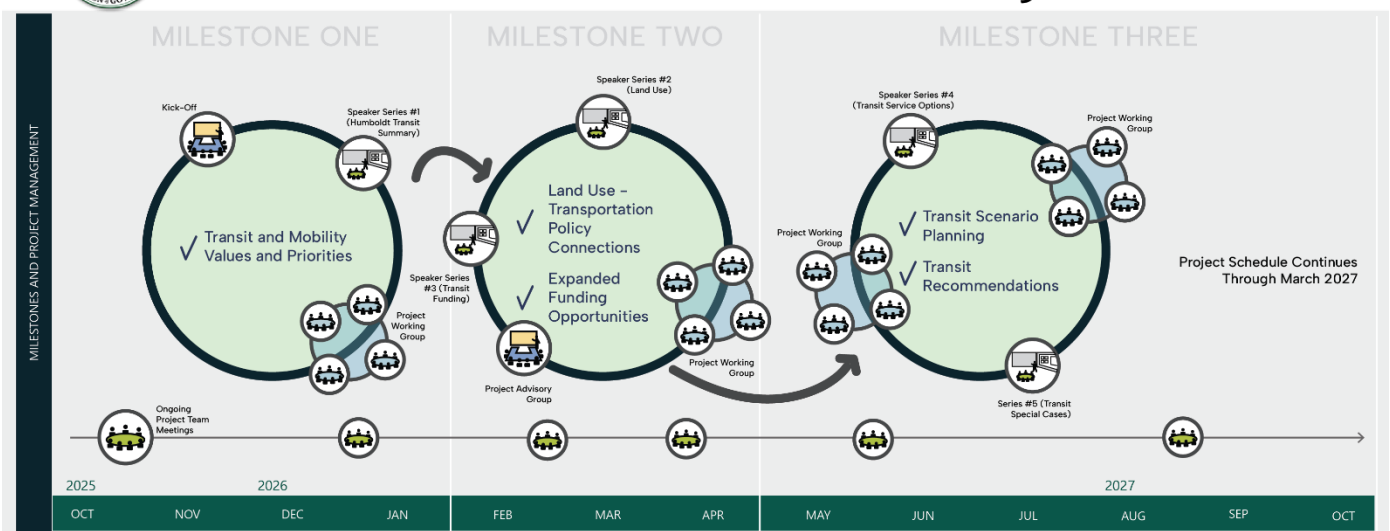 MILESTONE ONE
MILESTONE TWO
MILESTONE THREE
MILESTONES AND PROJECT MANAGEMENT
Kick-Off
Speaker Series #1
(Humboldt Transit
Summary)
Transit and Mobility
Values and Priorities
Project
Working
Group
Speaker Series #2
(Land Use)
Land Use -
Transportation
Policy
Connections
Expanded
Funding
Opportunities
Speaker Series
#3 (Transit
Funding)
Project Advisory
Group
Project Working
Group
Speaker Series #4
(Transit Service Options)
Project Working
Group
Project Working
Group
Transit Scenario
Planning
Transit
Recommendations
Series #5 (Transit
Special Cases)
Project Schedule Continues
Through March 2027
Ongoing
Project Team
Meetings
2025
2026
2027
OCT
NOV
DEC
JAN
FEB
MAR
APR
MAY
JUN
JUL
AUG
SEP
OCT